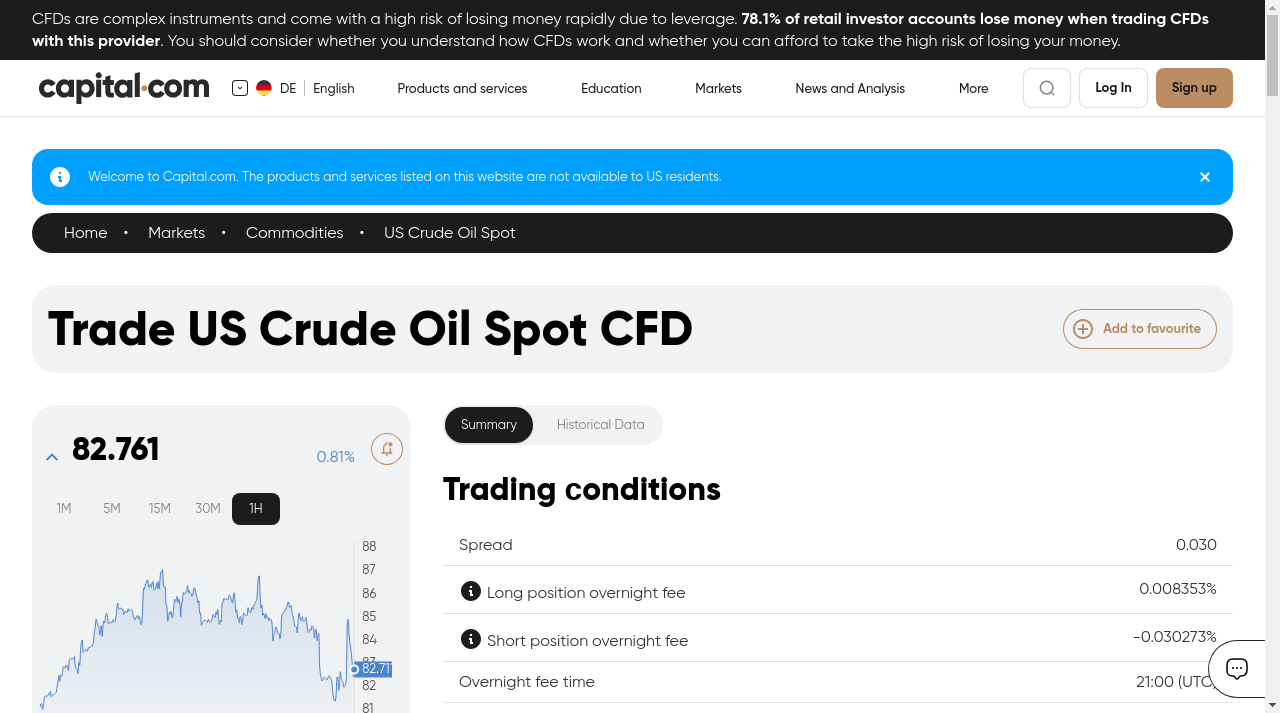 CFDs are complex instruments and come with a high risk of losing money rapidly due to leverage. 78.1% of retail investor accounts lose money when trading CFDs
with this provider. You should consider whether you understand how CFDs work and whether you can afford to take the high risk of losing your money.
capital.com
DE | English
Products and services
Education
Markets
News and Analysis
More
Log In
Sign up
Welcome to Capital.com. The products and services listed on this website are not available to US residents.
Home • Markets • Commodities • US Crude Oil Spot
Trade US Crude Oil Spot CFD
Add to favourite
82.761
0.81%
1M 5M 15M 30M 1H
88
87
86
85
84
82.71
82
81
Summary
Historical Data
Trading conditions
Spread 0.030
Long position overnight fee 0.008353%
Short position overnight fee -0.030273%
Overnight fee time 21:00 (UTC)